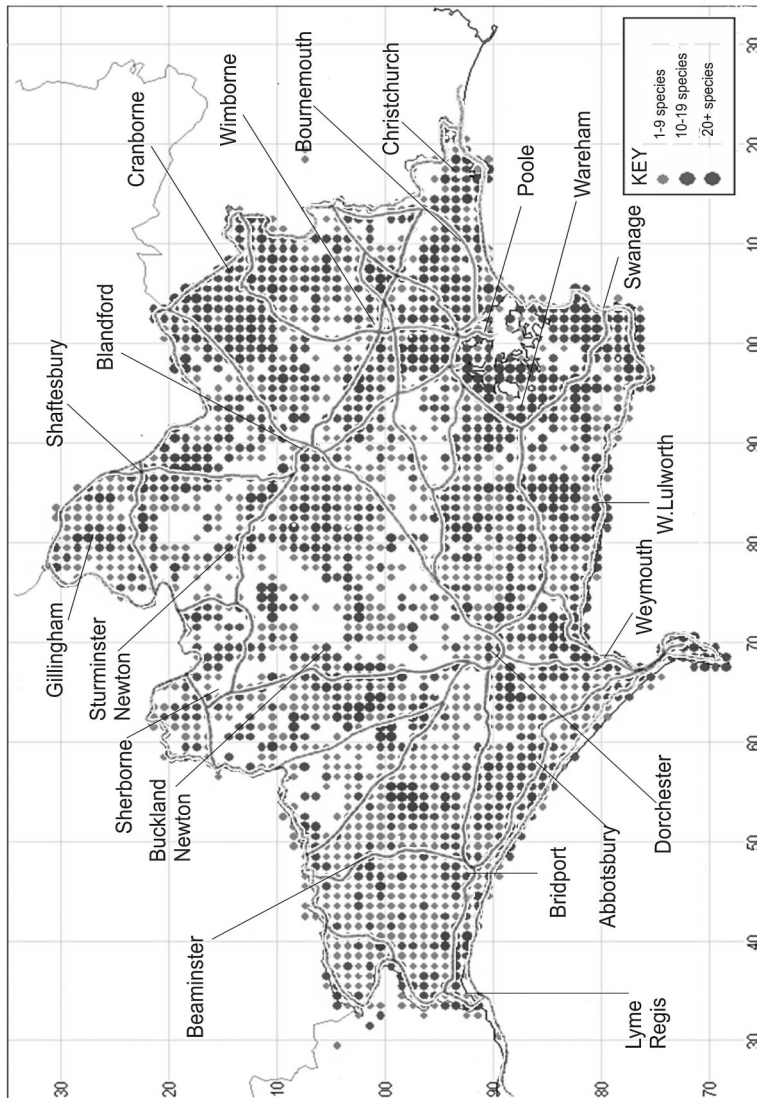 30
20
10
00
90
80
70
Gillingham
Shaftesbury
Sturminster
Newton
Blandford
Cranborne
Sherborne
Buckland
Newton
Wimborne
Beaminster
Bournemouth
Christchurch
Poole
Bridport
Wareham
Abbotsbury
Weymouth
W.Lulworth
Swanage
Lyme
Regis
Dorchester
KEY
1-9 species
10-19 species
20+ species
30
40
50
60
70
80
90
00
10
20
30